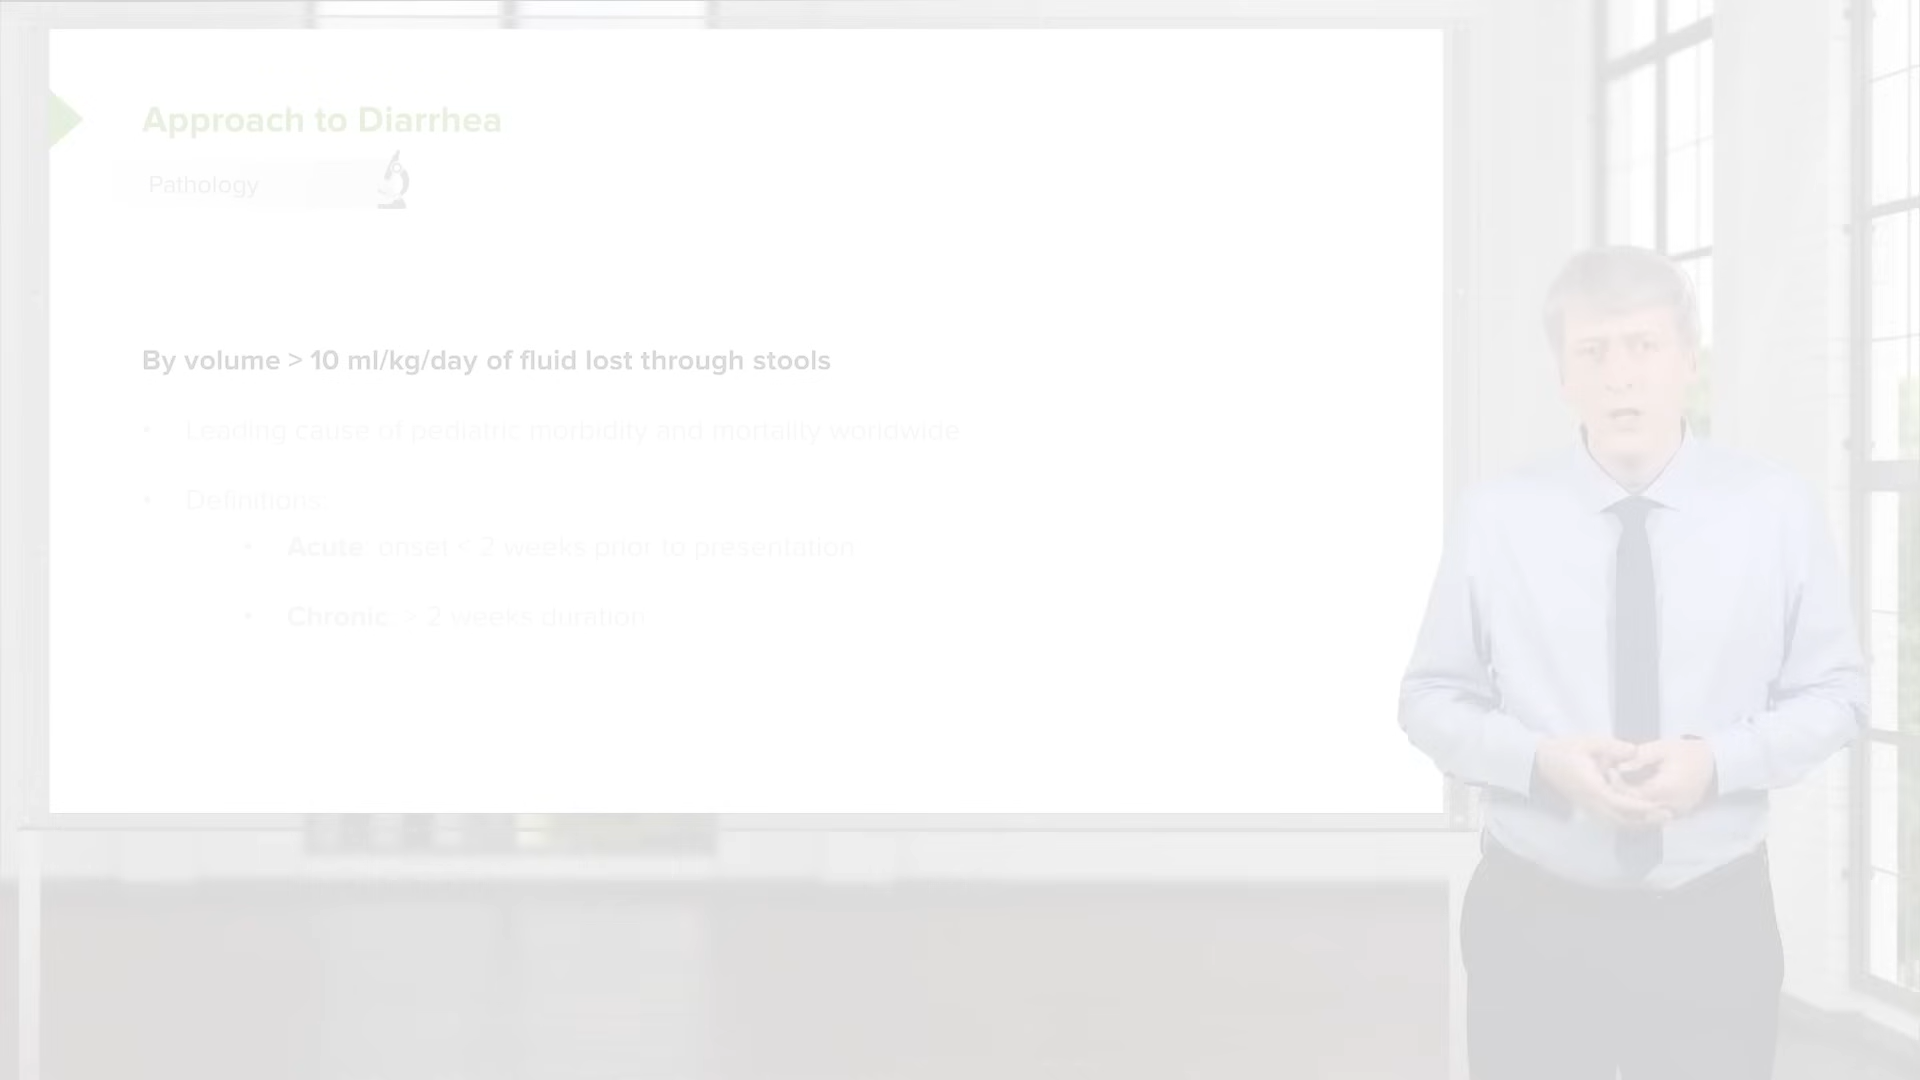 Approach to Diarrhea
Pathology
By volume > 10 ml/kg/day of fluid lost through stools
• Leading cause of pediatric morbidity and mortality worldwide
• Definitions:
• Acute: onset < 2 weeks prior to presentation
• Chronic: > 2 weeks duration